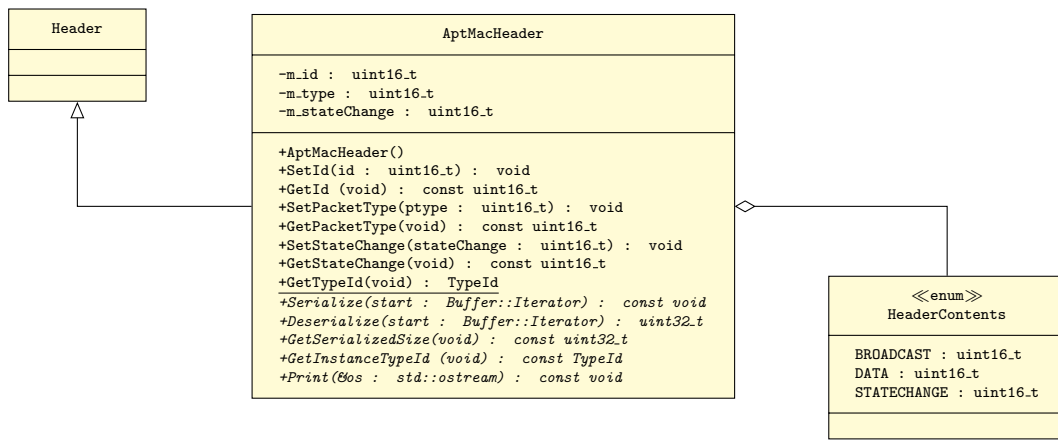 Header
AptMacHeader
-m_id : uint16_t
-m_type : uint16_t
-m_stateChange : uint16_t
+AptMacHeader()
+SetId(id : uint16_t) : void
+GetId (void) : const uint16_t
+SetPacketType(ptype : uint16_t) : void
+GetPacketType(void) : const uint16_t
+SetStateChange(stateChange : uint16_t) : void
+GetStateChange(void) : const uint16_t
+GetTypeId(void) : TypeId
+Serialize(start : Buffer::Iterator) : const void
+Deserialize(start : Buffer::Iterator) : uint32_t
+GetSerializedSize(void) : const uint32_t
+GetInstanceTypeId (void) : const TypeId
+Print(&os : std::ostream) : const void
≪enum≫
HeaderContents
BROADCAST : uint16_t
DATA : uint16_t
STATECHANGE : uint16_t